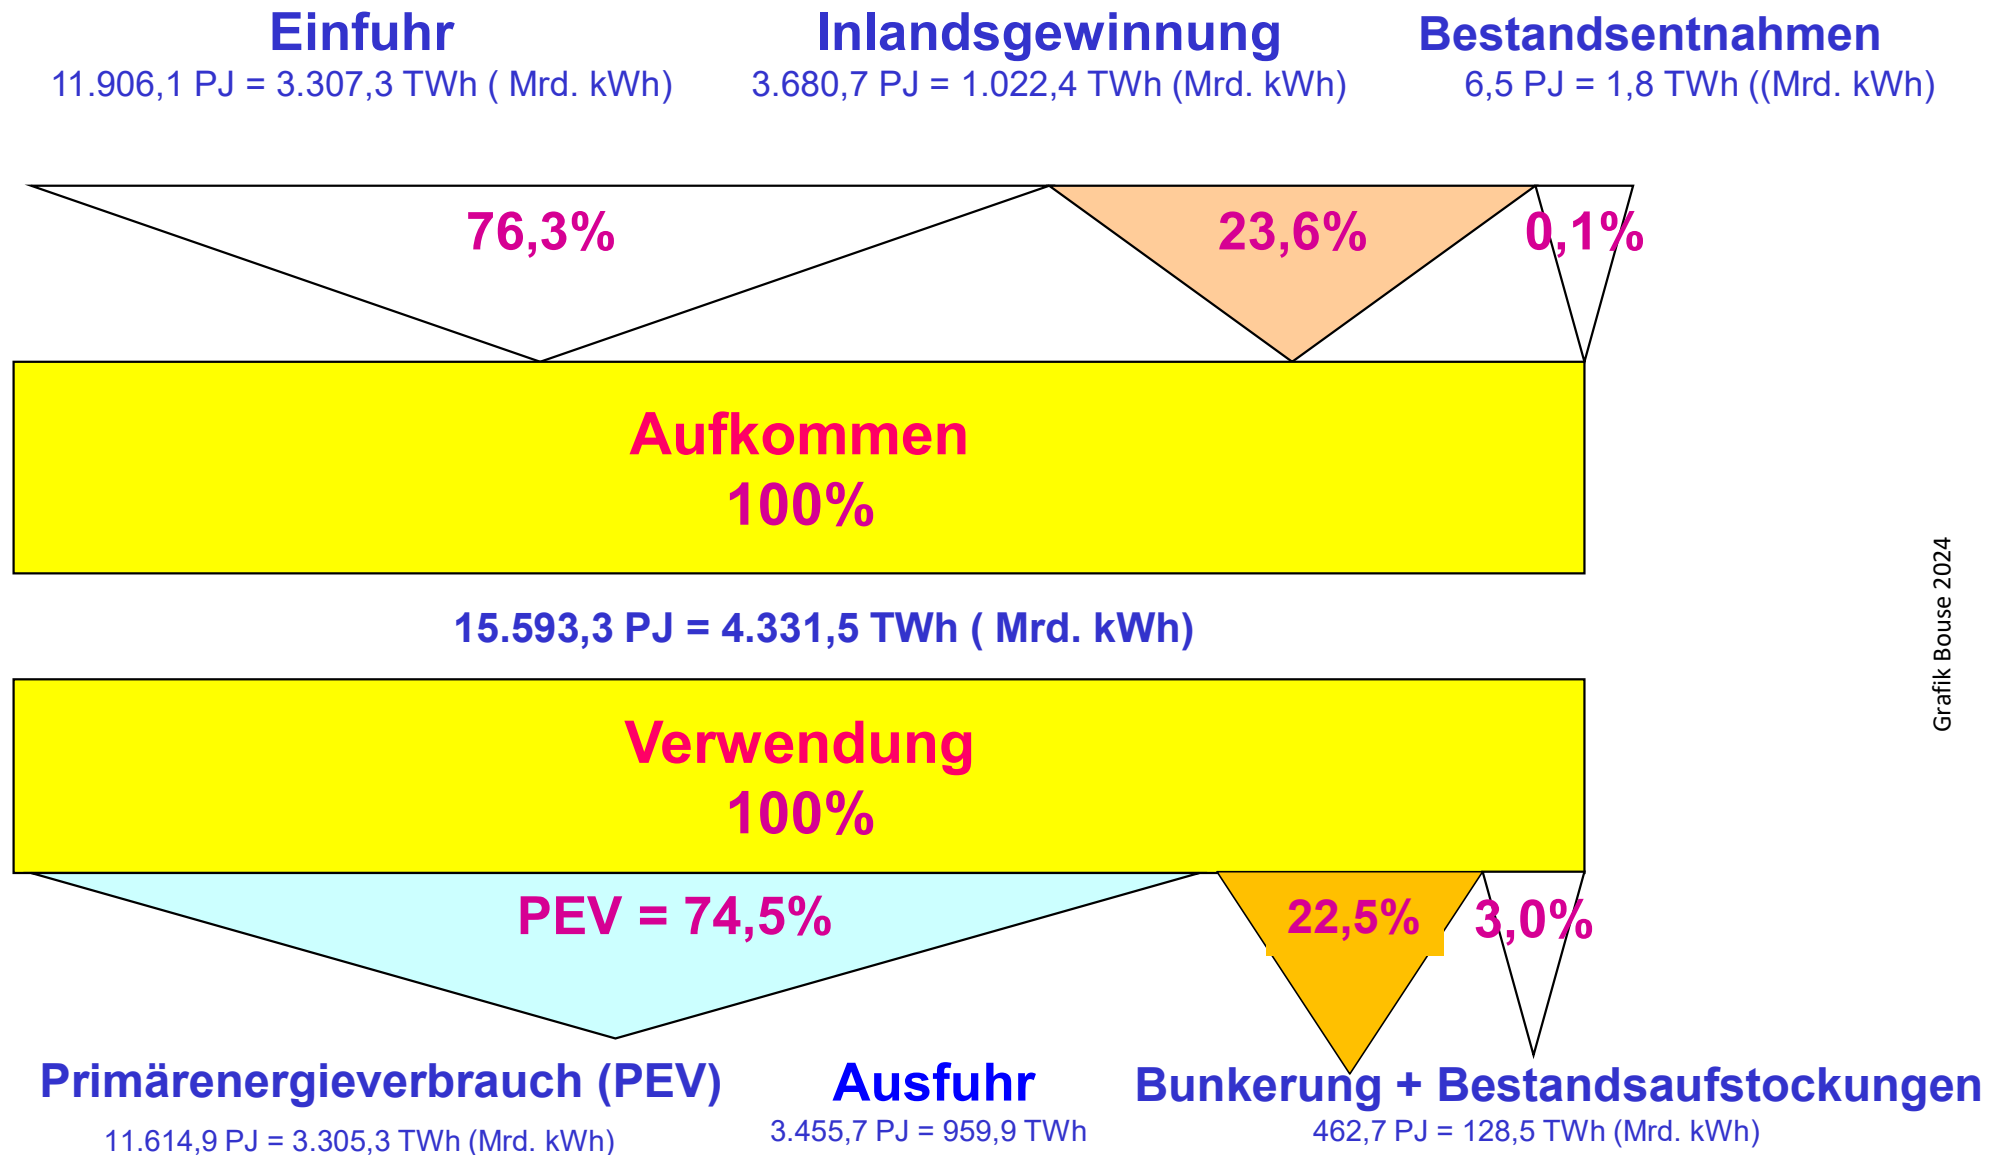 Einfuhr
11.906,1 PJ = 3.307,3 TWh ( Mrd. kWh)
Inlandsgewinnung
3.680,7 PJ = 1.022,4 TWh (Mrd. kWh)
Bestandsentnahmen
6,5 PJ = 1,8 TWh ((Mrd. kWh)
76,3%
23,6%
0,1%
Aufkommen
100%
15.593,3 PJ = 4.331,5 TWh ( Mrd. kWh)
Grafik Bouse 2024
Verwendung
100%
PEV = 74,5%
22,5%
3,0%
Primärenergieverbrauch (PEV)
11.614,9 PJ = 3.305,3 TWh (Mrd. kWh)
Ausfuhr
3.455,7 PJ = 959,9 TWh
Bunkerung + Bestandsaufstockungen
462,7 PJ = 128,5 TWh (Mrd. kWh)